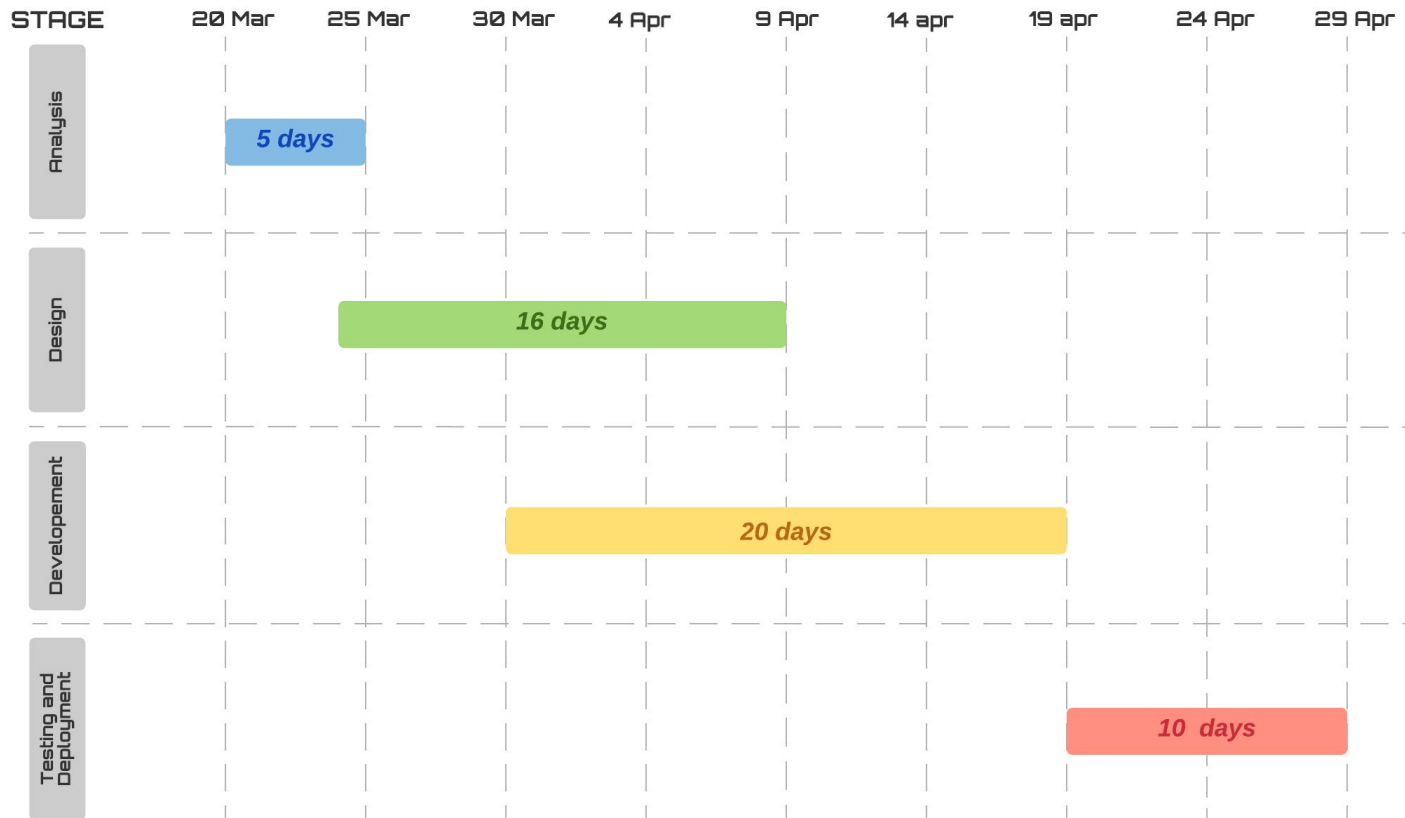 STAGE 20 Mar 25 Mar 30 Mar 4 Apr 9 Apr 14 apr 19 apr 24 Apr 29 Apr
Analysis
5 days
Design
16 days
Developement
20 days
Testing and
Deployment
10 days